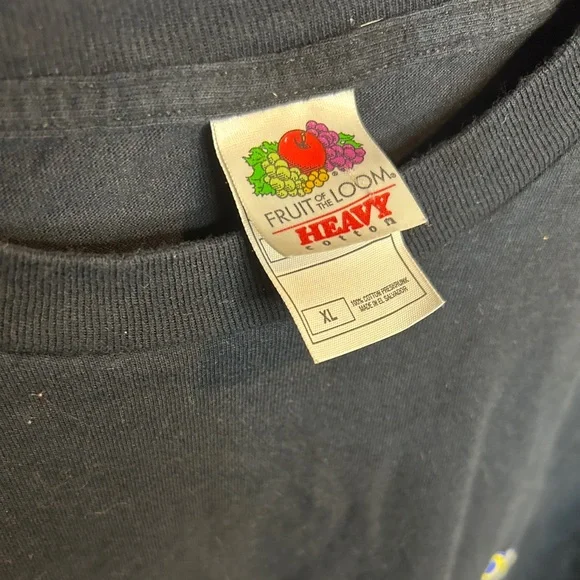 FRUIT OF THE LOOM®
HEAVY
cotton
XL
100% COTTON PRESHRUNK
MADE IN EL SALVADOR